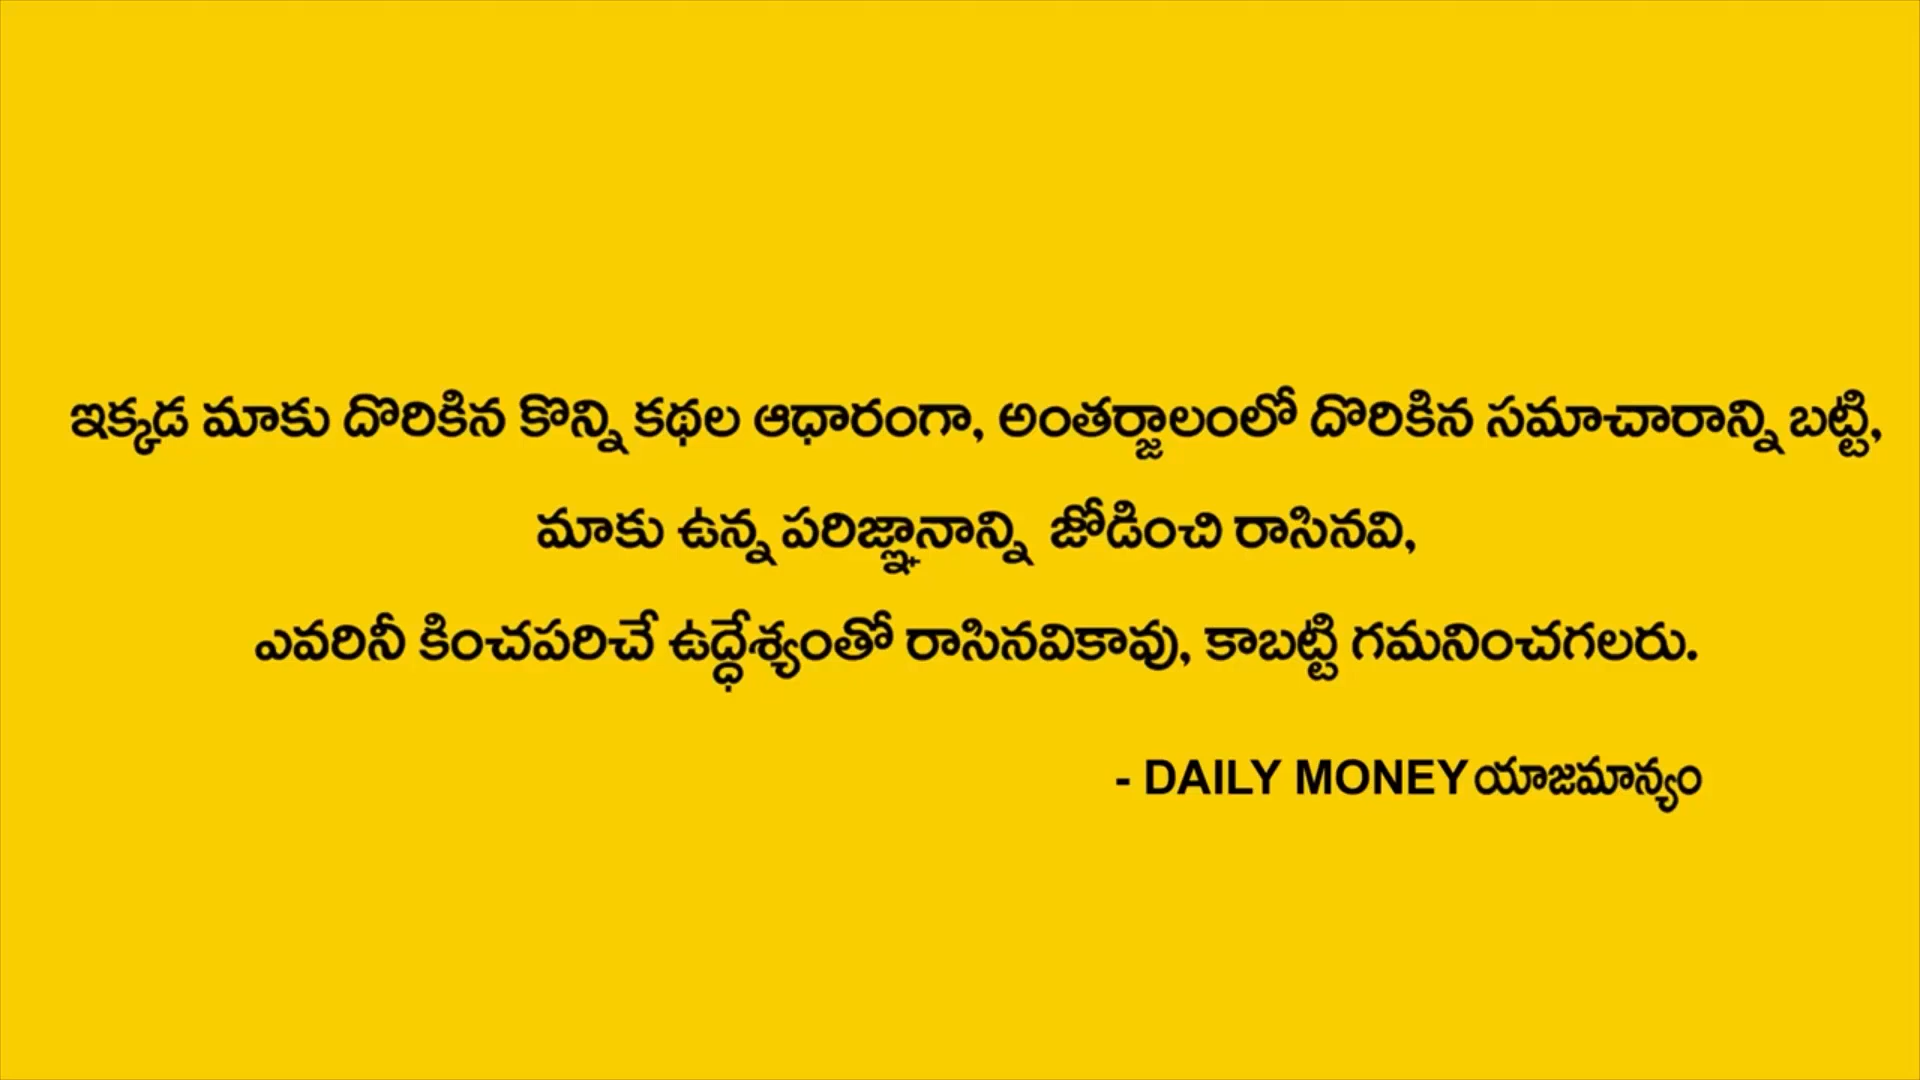 ఇక్కడ మాకు దొరికిన కొన్ని కథల ఆధారంగా, అంతర్జాలంలో దొరికిన సమాచారాన్ని బట్టి,
మాకు ఉన్న పరిజ్ఞానాన్ని జోడించి రాసినవి,
ఎవరినీ కించపరిచే ఉద్ధేశ్యంతో రాసినవికావు, కాబట్టి గమనించగలరు.
- DAILY MONEY యాజమాన్యం